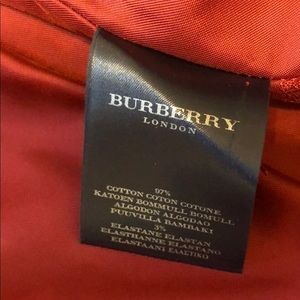 BURBERRY
LONDON
97%
COTTON COTON COTONE
KATOEN BOMMULL BOMULL
ALGODON ALGODAO
PUUVILLA BAMBAKI
3%
ELASTANE ELASTAN
ELASTHANNE ELASTANO
ELASTAANI ΕΛΑΣΤΙΚΟ